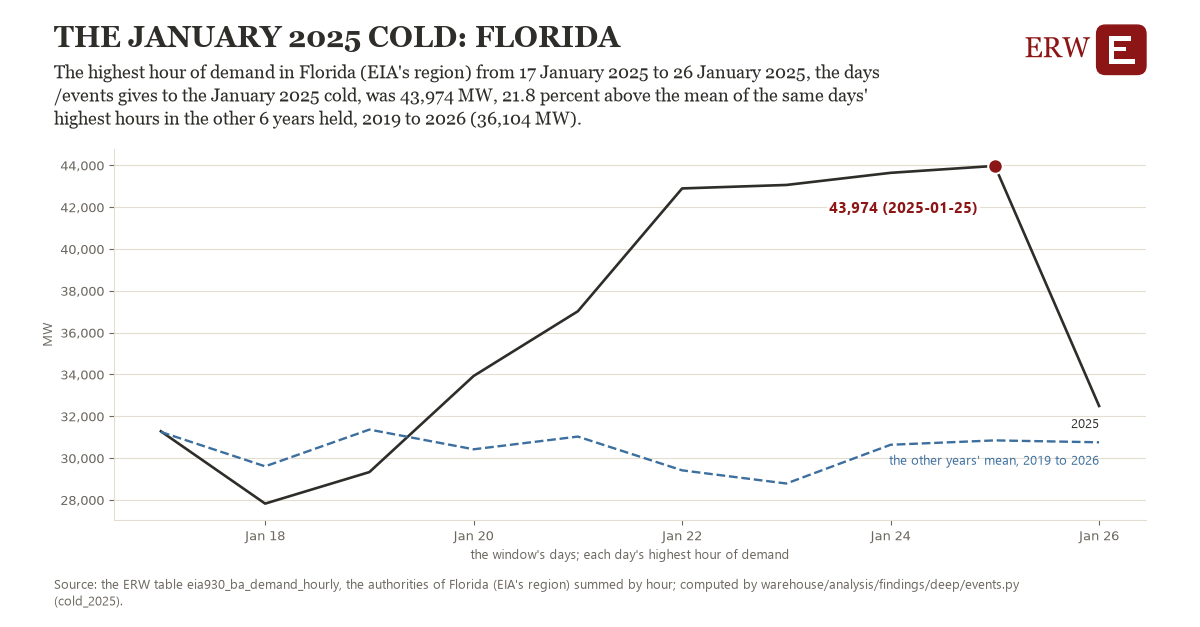 THE JANUARY 2025 COLD: FLORIDA
ERW E
The highest hour of demand in Florida (EIA's region) from 17 January 2025 to 26 January 2025, the days
/events gives to the January 2025 cold, was 43,974 MW, 21.8 percent above the mean of the same days'
highest hours in the other 6 years held, 2019 to 2026 (36,104 MW).
44,000
42,000
40,000
38,000
36,000
34,000
32,000
30,000
28,000
MW
43,974 (2025-01-25)
2025
the other years' mean, 2019 to 2026
Jan 18 Jan 20 Jan 22 Jan 24 Jan 26
the window's days; each day's highest hour of demand
Source: the ERW table eia930_ba_demand_hourly, the authorities of Florida (EIA's region) summed by hour; computed by warehouse/analysis/findings/deep/events.py
(cold_2025).